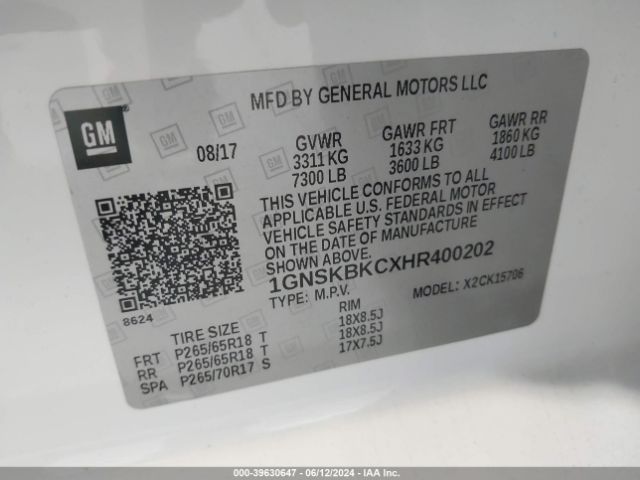 MFD BY GENERAL MOTORS LLC
GM
08/17
GVWR
3311 KG
7300 LB
GAWR FRT
1633 KG
3600 LB
GAWR RR
1860 KG
4100 LB
THIS VEHICLE CONFORMS TO ALL
APPLICABLE U.S. FEDERAL MOTOR
VEHICLE SAFETY STANDARDS IN EFFECT
ON THE DATE OF MANUFACTURE
SHOWN ABOVE.
1GNSKBKCXHR400202
TYPE: M.P.V.
MODEL: X2CK15706
8624
TIRE SIZE
RIM
FRT P265/65R18 T 18X8.5J
RR P265/65R18 T 18X8.5J
SPA P265/70R17 S 17X7.5J
000-39630647 - 06/12/2024 - IAA Inc.